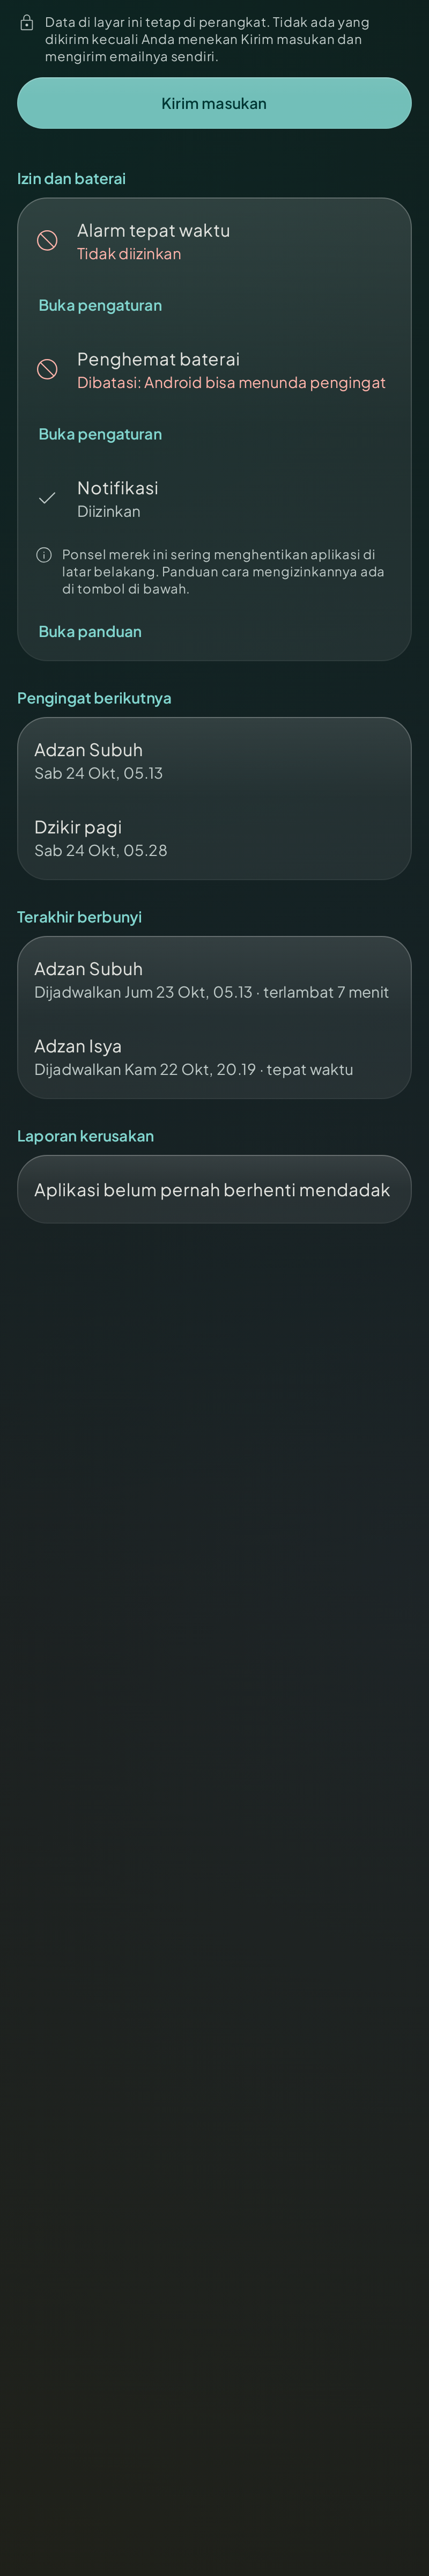 Data di layar ini tetap di perangkat. Tidak ada yang
dikirim kecuali Anda menekan Kirim masukan dan
mengirim emailnya sendiri.
Kirim masukan
Izin dan baterai
Alarm tepat waktu
Tidak diizinkan
Buka pengaturan
Penghemat baterai
Dibatasi: Android bisa menunda pengingat
Buka pengaturan
Notifikasi
Diizinkan
Ponsel merek ini sering menghentikan aplikasi di
latar belakang. Panduan cara mengizinkannya ada
di tombol di bawah.
Buka panduan
Pengingat berikutnya
Adzan Subuh
Sab 24 Okt, 05.13
Dzikir pagi
Sab 24 Okt, 05.28
Terakhir berbunyi
Adzan Subuh
Dijadwalkan Jum 23 Okt, 05.13 · terlambat 7 menit
Adzan Isya
Dijadwalkan Kam 22 Okt, 20.19 · tepat waktu
Laporan kerusakan
Aplikasi belum pernah berhenti mendadak